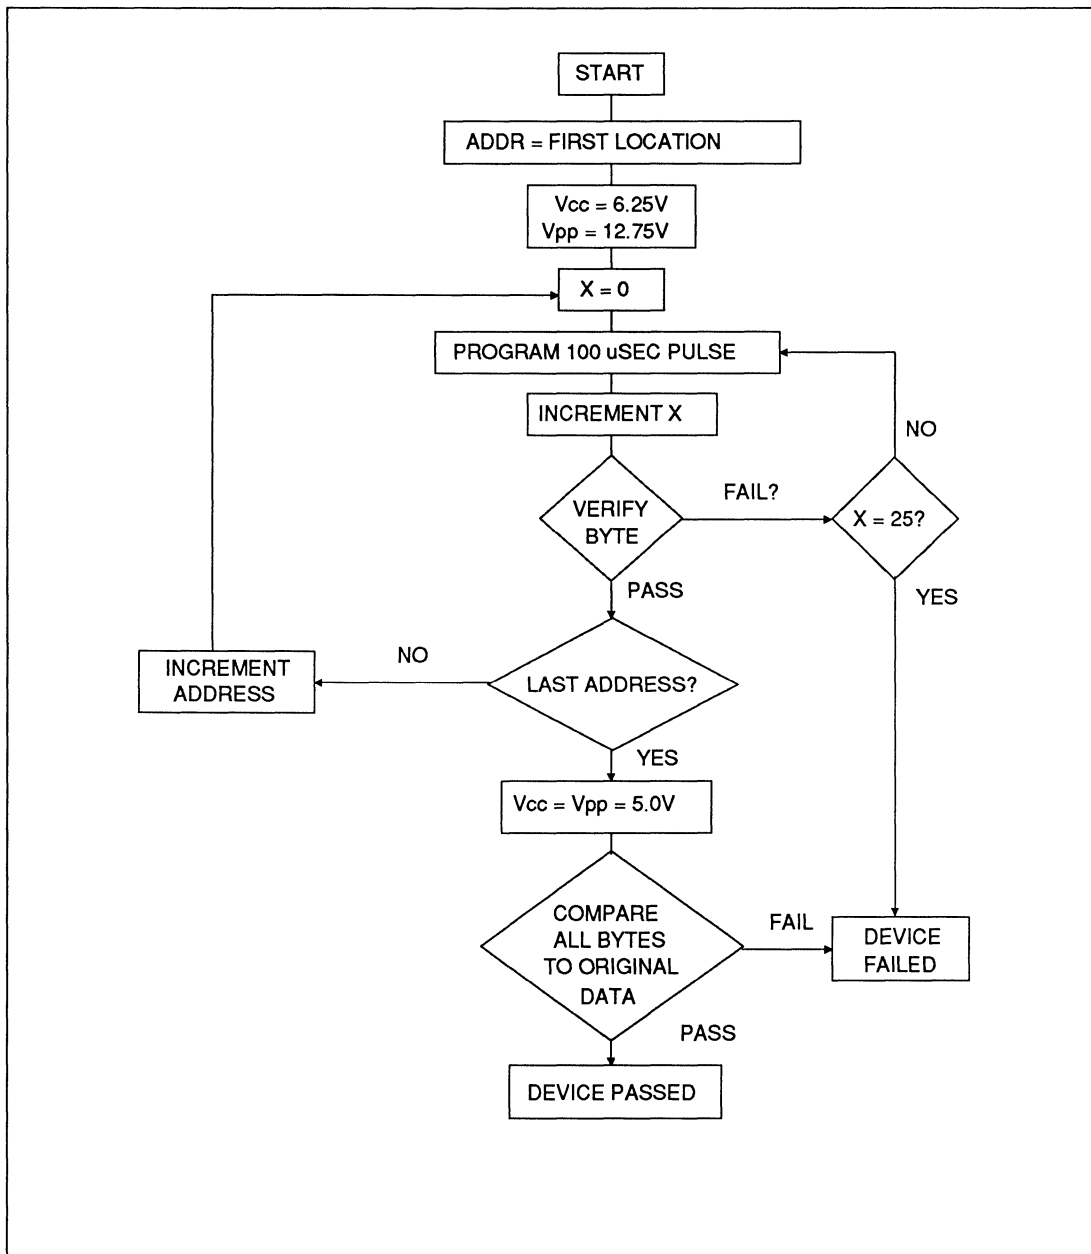 START
ADDR = FIRST LOCATION
Vcc = 6.25V
Vpp = 12.75V
X = 0
PROGRAM 100 uSEC PULSE
INCREMENT X
NO
FAIL?
VERIFY
BYTE
X = 25?
PASS
YES
NO
INCREMENT
ADDRESS
LAST ADDRESS?
YES
Vcc = Vpp = 5.0V
COMPARE
ALL BYTES
TO ORIGINAL
DATA
FAIL
DEVICE
FAILED
PASS
DEVICE PASSED